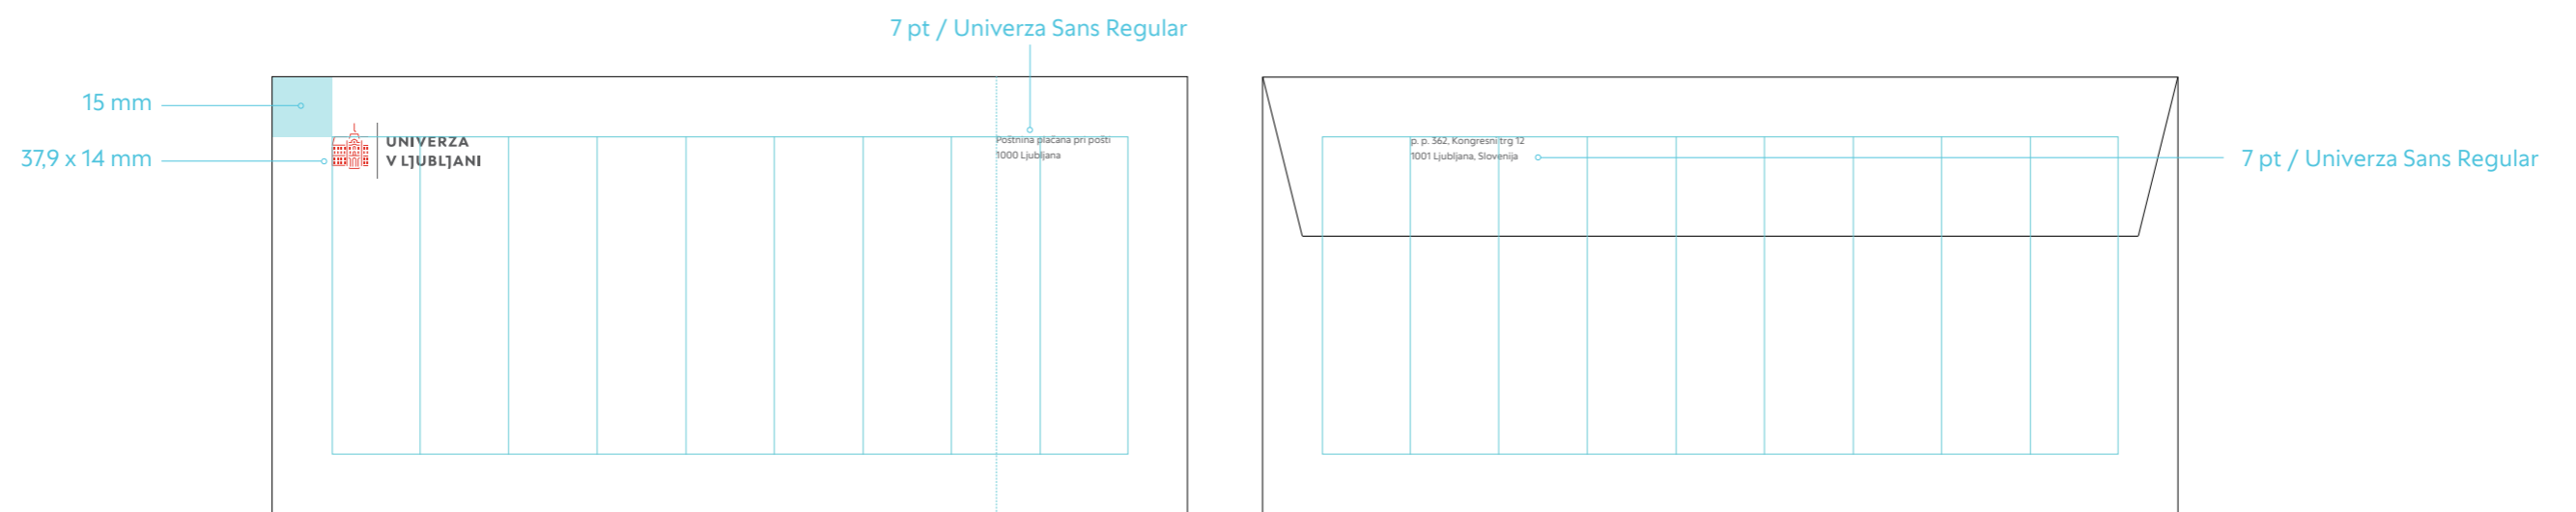 7 pt / Univerza Sans Regular
15 mm
37,9 x 14 mm
UNIVERZA
V LJUBLJANI
Poštnina plačana pri pošti
1000 Ljubljana
p. p. 362, Kongresni trg 12
1001 Ljubljana, Slovenija
7 pt / Univerza Sans Regular